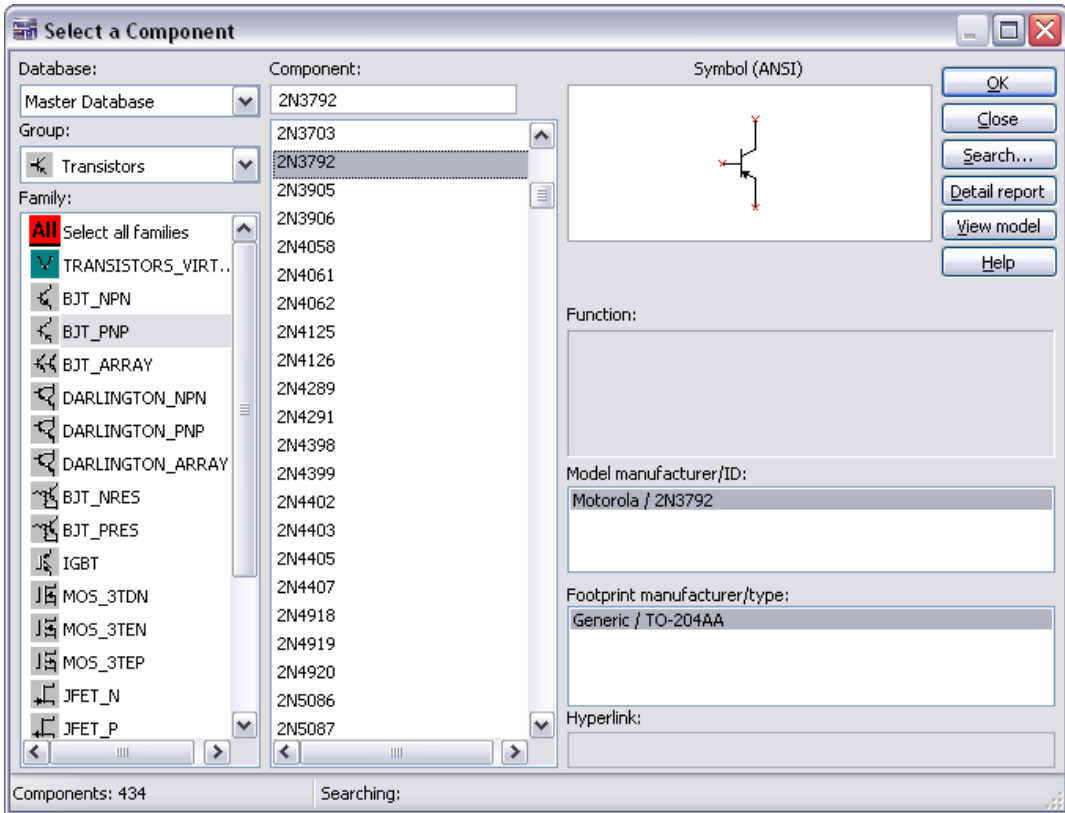 Select a Component
Database:
Master Database
Group:
Transistors
Family:
All Select all families
TRANSISTORS_VIRT..
BJT_NPN
BJT_PNP
BJT_ARRAY
DARLINGTON_NPN
DARLINGTON_PNP
DARLINGTON_ARRAY
BJT_NRES
BJT_PRES
IGBT
MOS_3TDN
MOS_3TEN
MOS_3TEP
JFET_N
JFET_P
Component:
2N3792
2N3703
2N3792
2N3905
2N3906
2N4058
2N4061
2N4062
2N4125
2N4126
2N4289
2N4291
2N4398
2N4399
2N4402
2N4403
2N4405
2N4407
2N4918
2N4919
2N4920
2N5086
2N5087
Symbol (ANSI)
Function:
Model manufacturer/ID:
Motorola / 2N3792
Footprint manufacturer/type:
Generic / TO-204AA
Hyperlink:
OK
Close
Search...
Detail report
View model
Help
Components: 434
Searching: